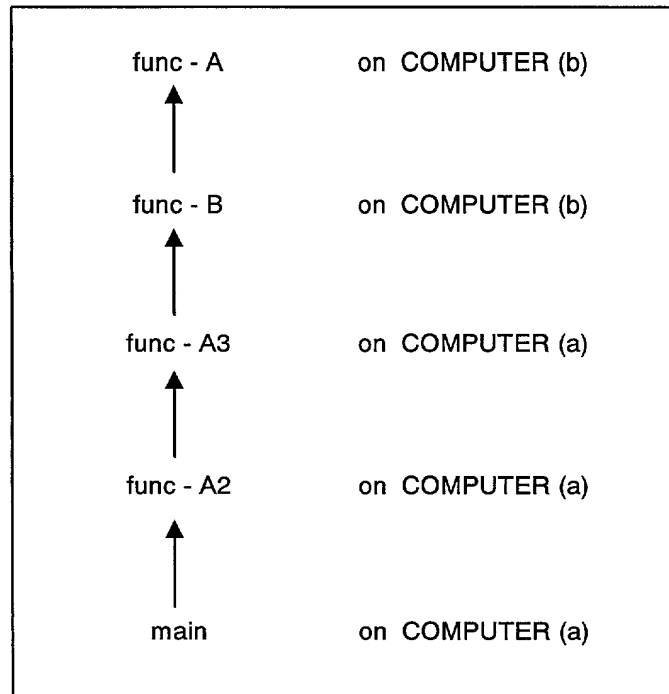 func - A on COMPUTER (b)
func - B on COMPUTER (b)
func - A3 on COMPUTER (a)
func - A2 on COMPUTER (a)
main on COMPUTER (a)